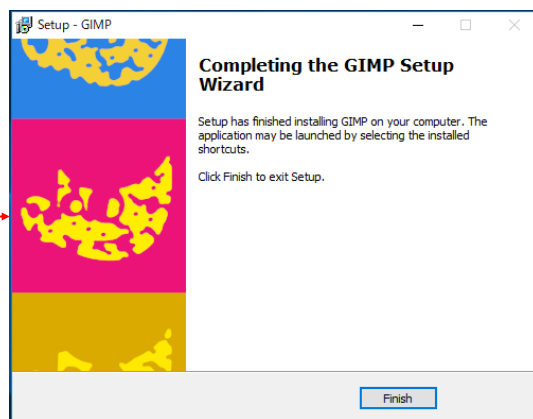 Setup - GIMP
Completing the GIMP Setup
Wizard
Setup has finished installing GIMP on your computer. The
application may be launched by selecting the installed
shortcuts.
Click Finish to exit Setup.
Finish